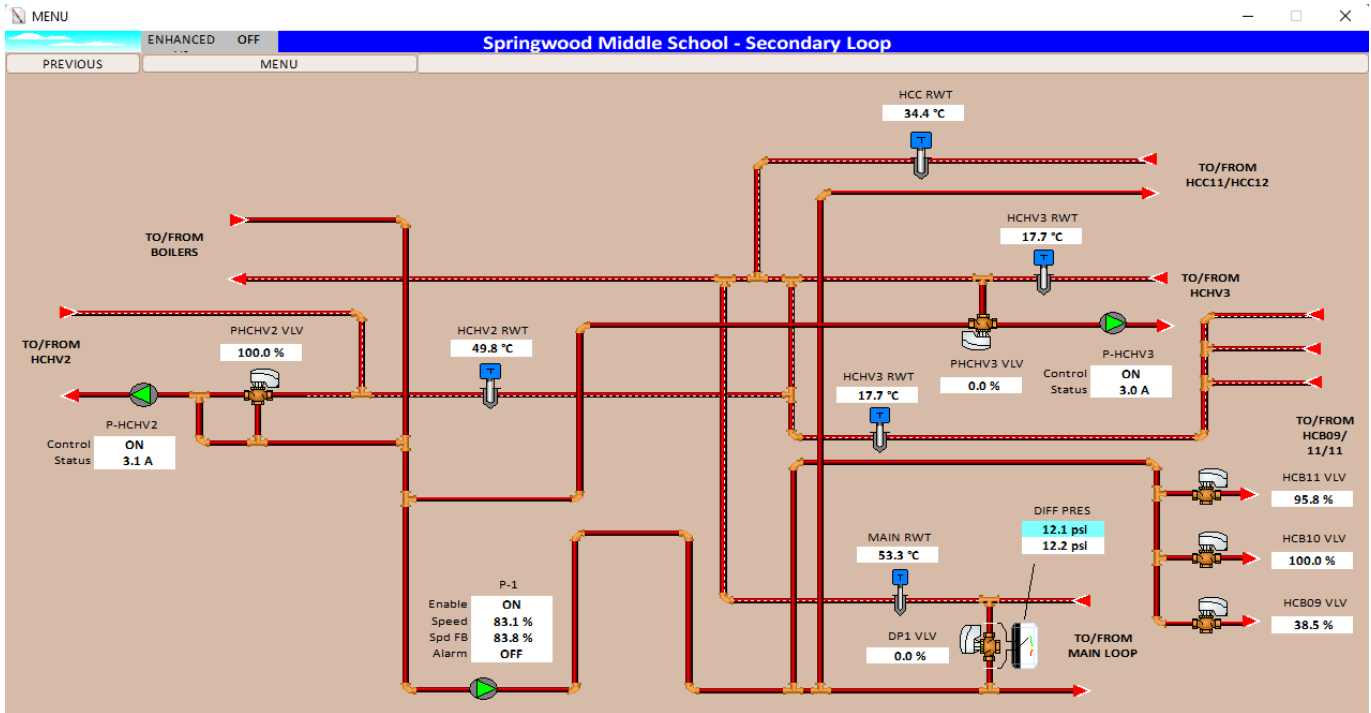 MENU
ENHANCED OFF
Springwood Middle School - Secondary Loop
PREVIOUS
MENU
HCC RWT
34.4 °C
T
TO/FROM
HCC11/HCC12
TO/FROM
BOILERS
HCHV3 RWT
17.7 °C
T
TO/FROM
HCHV3
TO/FROM
HCHV2
PHCHV2 VLV
100.0 %
HCHV2 RWT
49.8 °C
T
P-HCHV2
Control ON
Status 3.1 A
PHCHV3 VLV
0.0 %
P-HCHV3
Control ON
Status 3.0 A
HCHV3 RWT
17.7 °C
T
TO/FROM
HCB09/
11/11
HCB11 VLV
95.8 %
HCB10 VLV
100.0 %
HCB09 VLV
38.5 %
DIFF PRES
12.1 psi
12.2 psi
MAIN RWT
53.3 °C
T
DP1 VLV
0.0 %
TO/FROM
MAIN LOOP
P-1
Enable ON
Speed 83.1 %
Spd FB 83.8 %
Alarm OFF